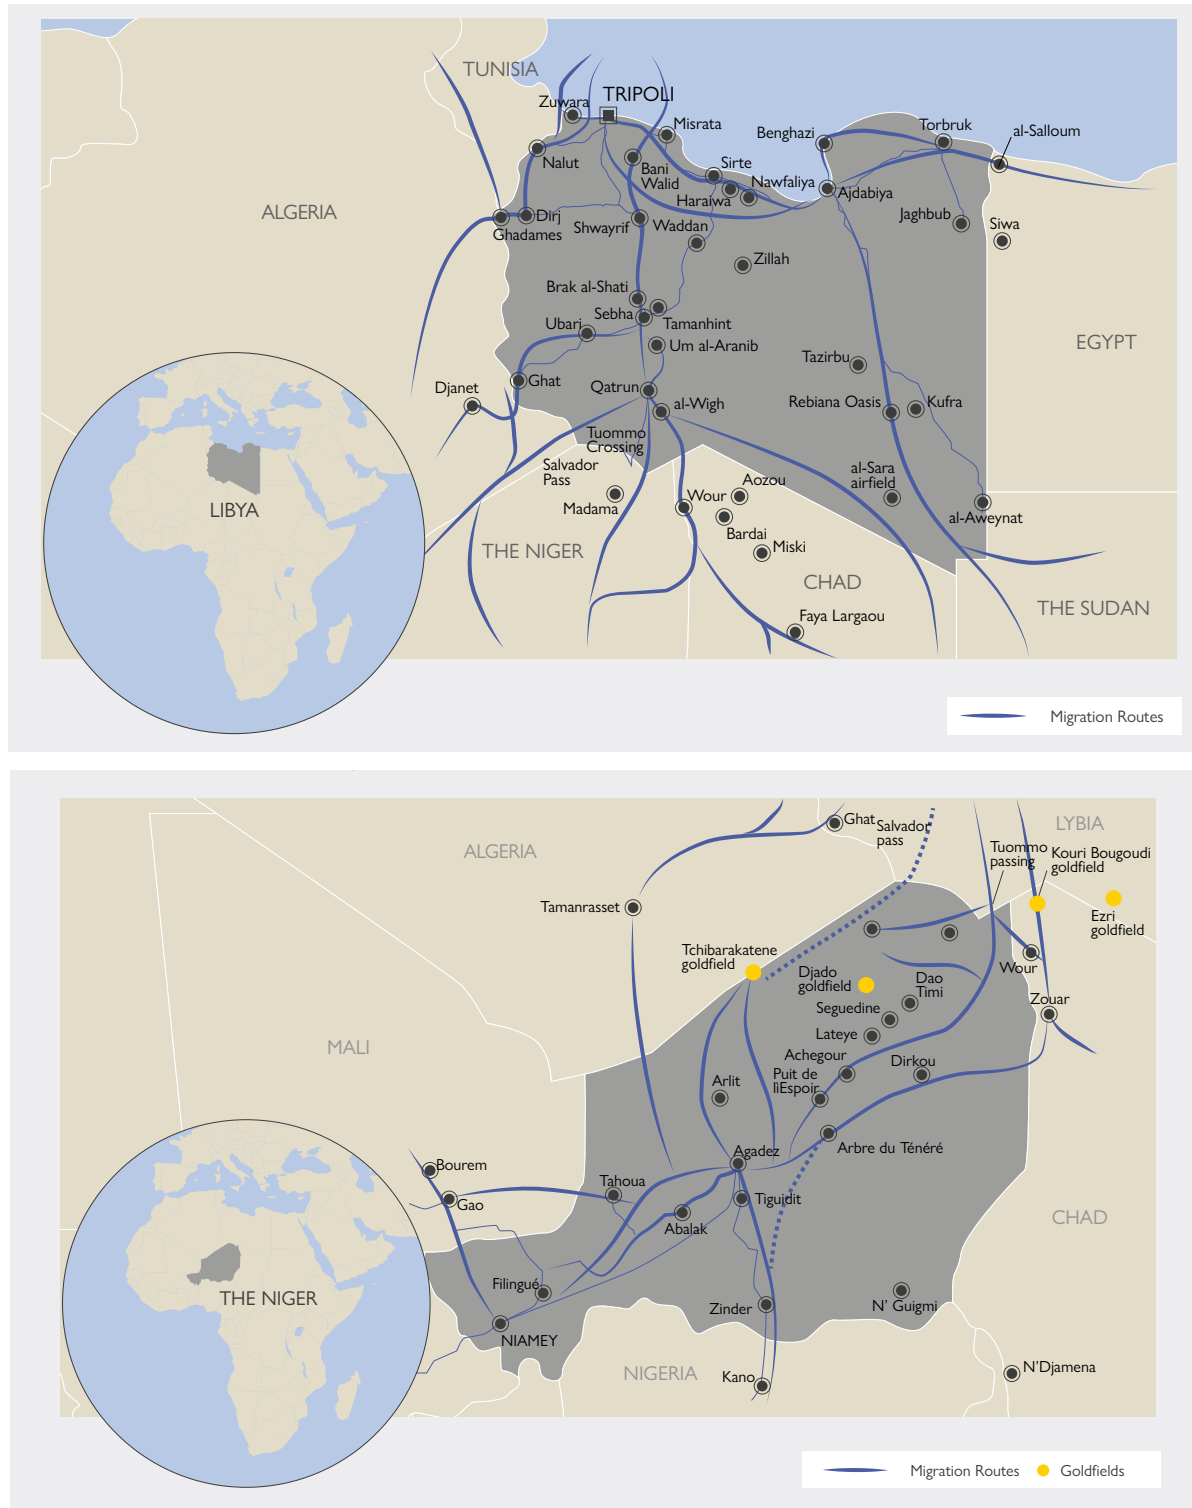 TUNISIA
Zuwara
TRIPOLI
Misrata
Benghazi
Torbruk
al-Salloum
Nalut
Bani
Walid
Sirte
Nawfaliya
Haraiwa
Ajdabiya
ALGERIA
Dirj
Ghadames
Shwayrif
Waddan
Jaghbub
Siwa
Zillah
Brak al-Shati
Sebha
Tamanhint
Ubari
Um al-Aranib
EGYPT
Tazirbu
Ghat
Djanet
Qatrun
al-Wigh
Rebiana Oasis
Kufra
Tuommo
Crossing
Salvador
Pass
Madama
Wour
Aozou
al-Sara
airfield
al-Aweynat
Bardai
Miski
LIBYA
THE NIGER
CHAD
THE SUDAN
Faya Largaou
Migration Routes
ALGERIA
Ghat
Salvador
pass
LYBIA
Tuommo
passing
Kouri Bougoudi
goldfield
Ezri
goldfield
Tamanrasset
Tchibarakatene
goldfield
Djado
goldfield
Dao
Timi
Wour
Zouar
Seguedine
Lateye
MALI
Achegour
Dirkou
Puit de
lìEspoir
Arlit
Arbre du Ténéré
Agadez
Bourem
Gao
Tahoua
Tiguidit
Abalak
CHAD
Filingué
THE NIGER
Zinder
N' Guigmi
NIAMEY
NIGERIA
Kano
N'Djamena
Migration Routes
Goldfields